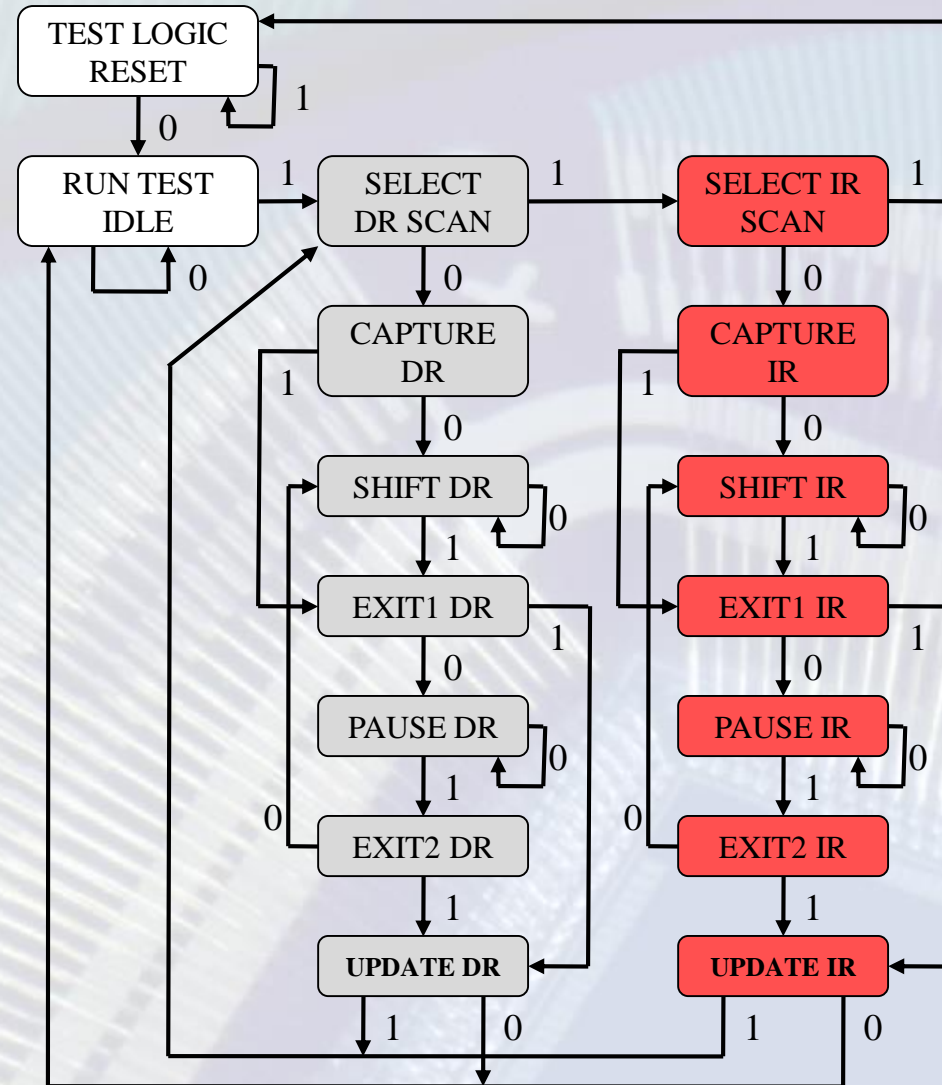 TEST LOGIC
RESET
1
0
RUN TEST
IDLE
1
SELECT
DR SCAN
1
SELECT IR
SCAN
1
0
0
0
CAPTURE
DR
CAPTURE
IR
1
1
0
0
SHIFT DR
0
SHIFT IR
0
1
1
EXIT1 DR
1
EXIT1 IR
1
0
0
PAUSE DR
0
PAUSE IR
0
1
1
0
EXIT2 DR
0
EXIT2 IR
1
1
UPDATE DR
UPDATE IR
1
0
1
0